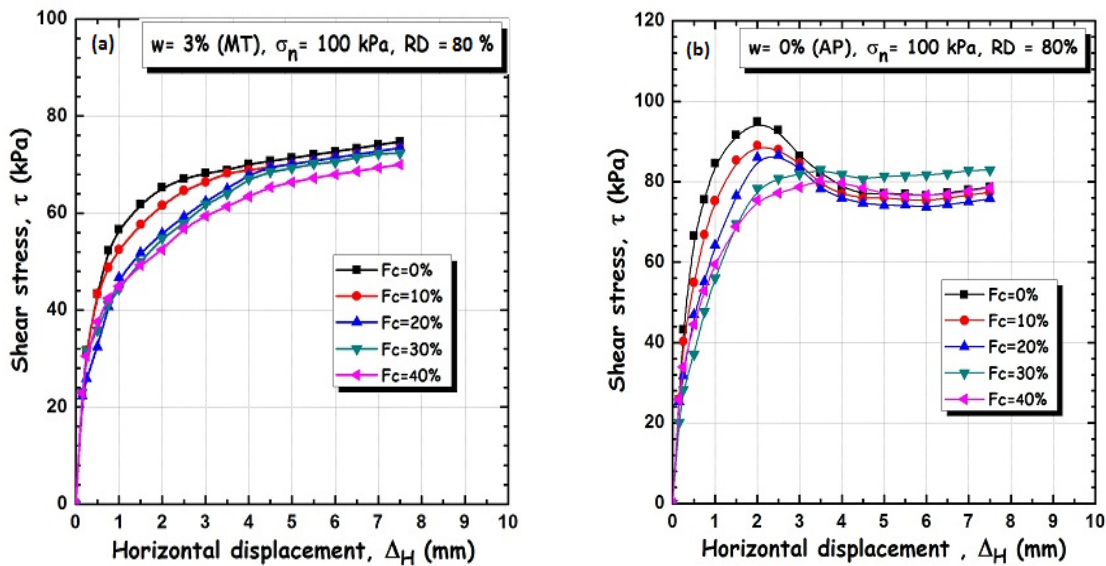 (a)
w= 3% (MT), σn= 100 kPa, RD = 80 %
Shear stress, τ (kPa)
100
80
60
40
20
0
Fc=0%
Fc=10%
Fc=20%
Fc=30%
Fc=40%
0 1 2 3 4 5 6 7 8 9 10
Horizontal displacement, ΔH (mm)
(b)
w= 0% (AP), σn= 100 kPa, RD = 80%
Shear stress, τ (kPa)
120
100
80
60
40
20
0
Fc=0%
Fc=10%
Fc=20%
Fc=30%
Fc=40%
0 1 2 3 4 5 6 7 8 9 10
Horizontal displacement , ΔH (mm)